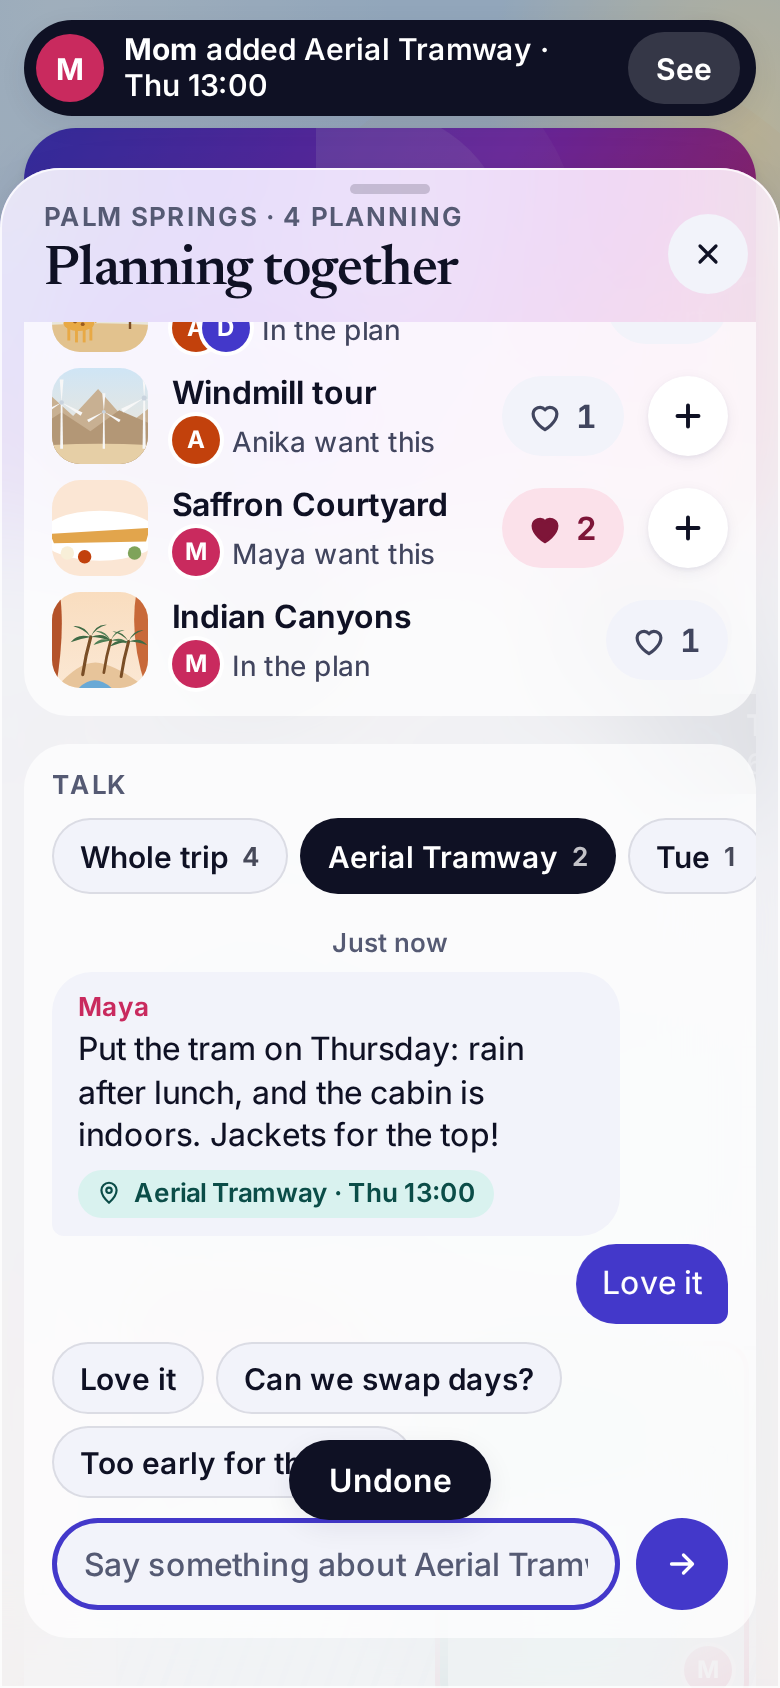 M
Mom added Aerial Tramway ·
Thu 13:00
See
PALM SPRINGS · 4 PLANNING
Planning together
A D In the plan
Windmill tour
A Anika want this
1
Saffron Courtyard
M Maya want this
2
Indian Canyons
M In the plan
1
TALK
Whole trip 4
Aerial Tramway 2
Tue 1
Just now
Maya
Put the tram on Thursday: rain
after lunch, and the cabin is
indoors. Jackets for the top!
Aerial Tramway · Thu 13:00
Love it
Love it
Can we swap days?
Too early for
Undone
Say something about Aerial
M